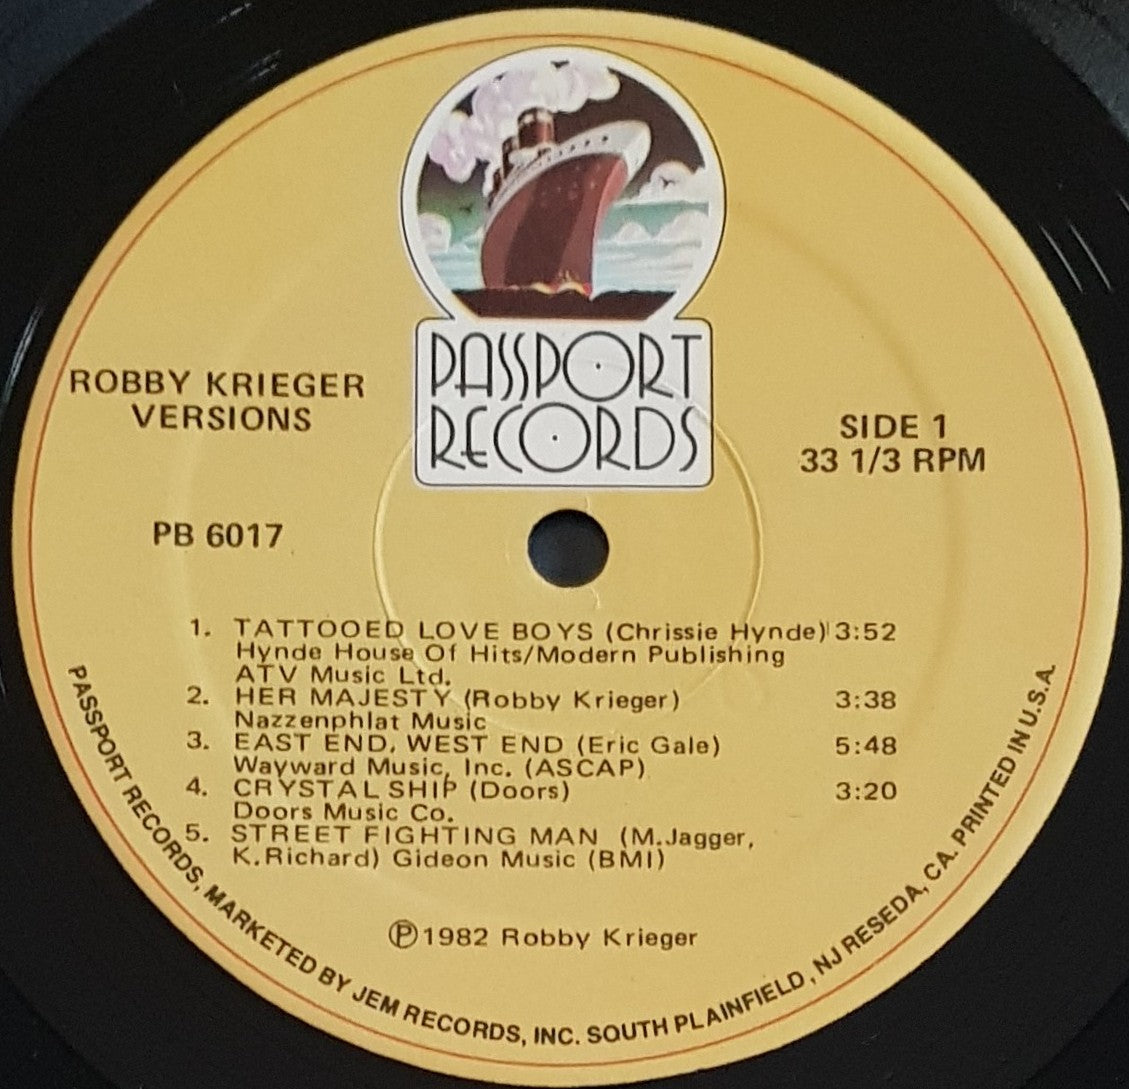 PASSPORT
RECORDS
ROBBY KRIEGER
VERSIONS
SIDE 1
33 1/3 RPM
PB 6017
1. TATTOOED LOVE BOYS (Chrissie Hynde) 3:52
Hynde House Of Hits/Modern Publishing
ATV Music Ltd.
2. HER MAJESTY (Robby Krieger) 3:38
Nazzenphlat Music
3. EAST END, WEST END (Eric Gale) 5:48
Wayward Music, Inc. (ASCAP)
4. CRYSTAL SHIP (Doors) 3:20
Doors Music Co.
5. STREET FIGHTING MAN (M.Jagger,
K.Richard) Gideon Music (BMI)
℗1982 Robby Krieger
PASSPORT RECORDS, MARKETED BY JEM RECORDS, INC. SOUTH PLAINFIELD, NJ RESEDA, CA. PRINTED IN U.S.A.